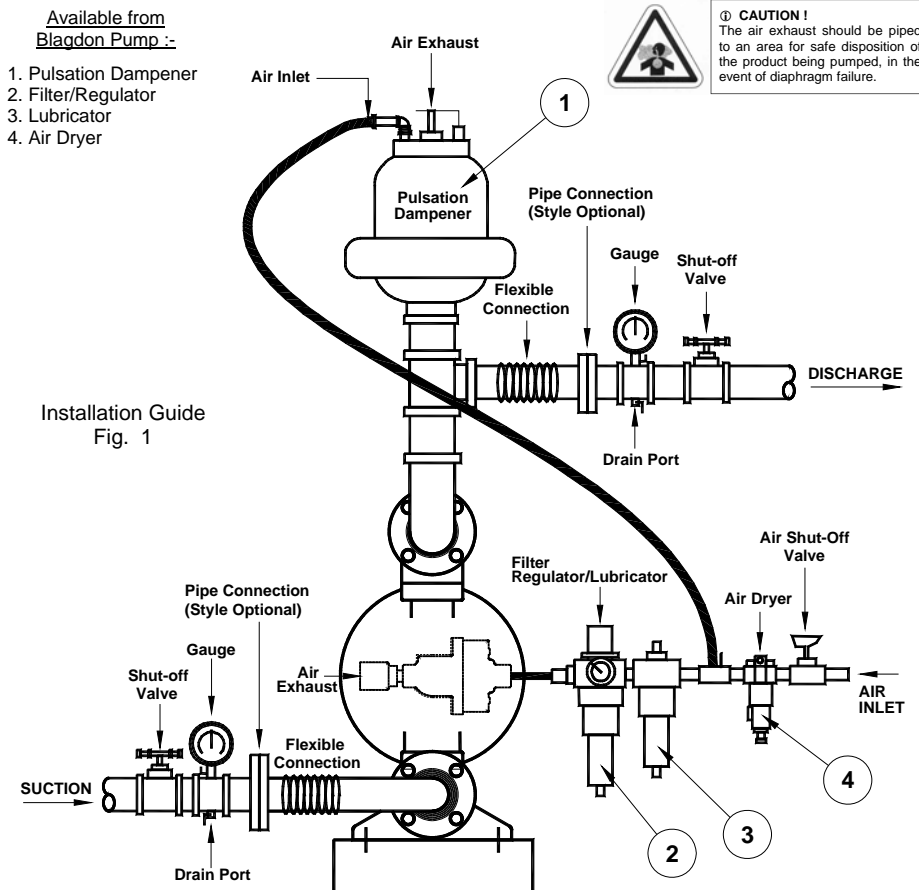 Available from
Blagdon Pump :-
1. Pulsation Dampener
2. Filter/Regulator
3. Lubricator
4. Air Dryer
Air Exhaust
Air Inlet
1
ⓘ CAUTION !
The air exhaust should be piped
to an area for safe disposition of
the product being pumped, in the
event of diaphragm failure.
Pulsation
Dampener
Pipe Connection
(Style Optional)
Gauge
Shut-off
Valve
Flexible
Connection
DISCHARGE
Drain Port
Installation Guide
Fig. 1
Filter
Regulator/Lubricator
Air Shut-Off
Valve
Air Dryer
Pipe Connection
(Style Optional)
Gauge
Shut-off
Valve
Air
Exhaust
AIR
INLET
Flexible
Connection
SUCTION
Drain Port
2
3
4